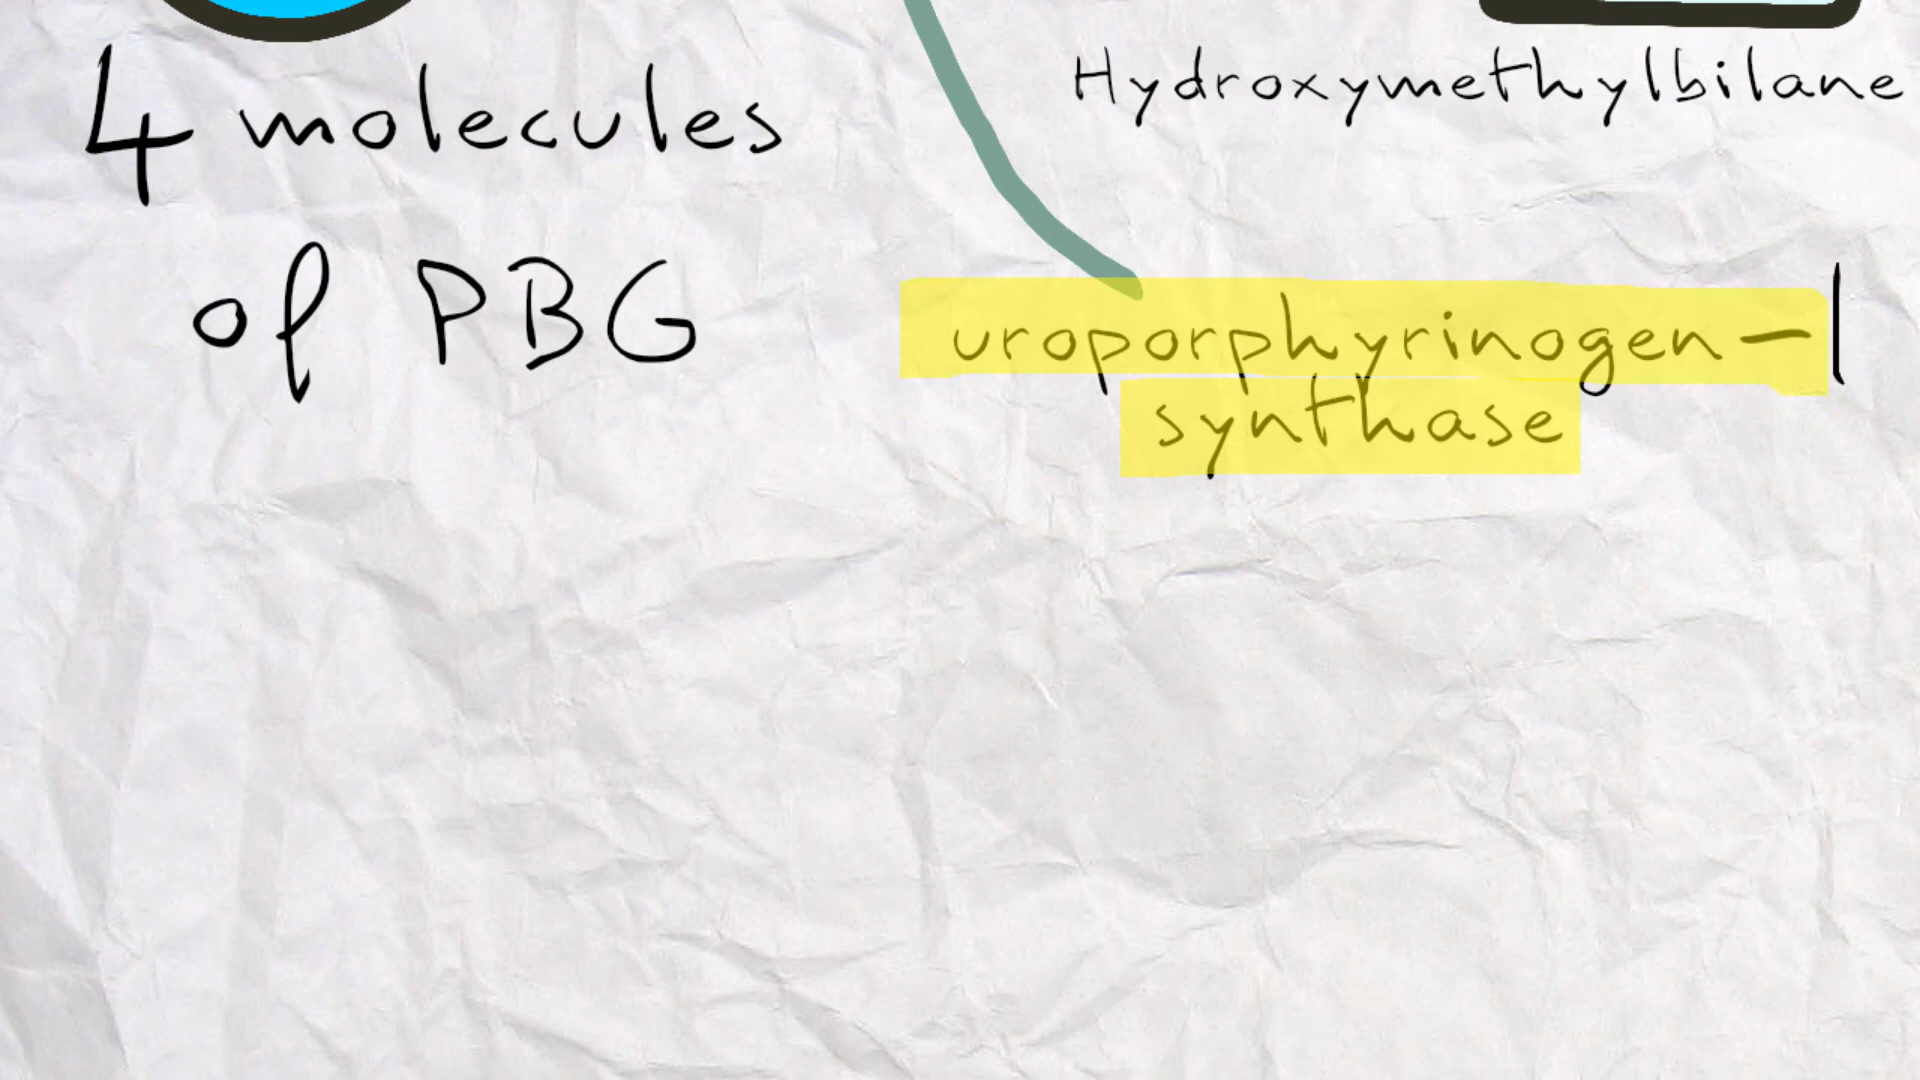 4 molecules
of PBG
Hydroxymethylbilane
uroporphyrinogen-I
synthase